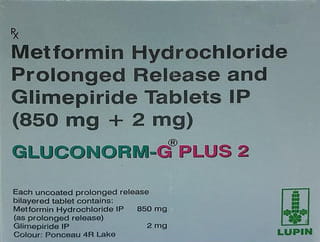 Rx
Metformin Hydrochloride
Prolonged Release and
Glimepiride Tablets IP
(850 mg + 2 mg)
GLUCONORM-G® PLUS 2
Each uncoated prolonged release
bilayered tablet contains:
Metformin Hydrochloride IP 850 mg
(as prolonged release)
Glimepiride IP 2 mg
Colour: Ponceau 4R Lake
LUPIN